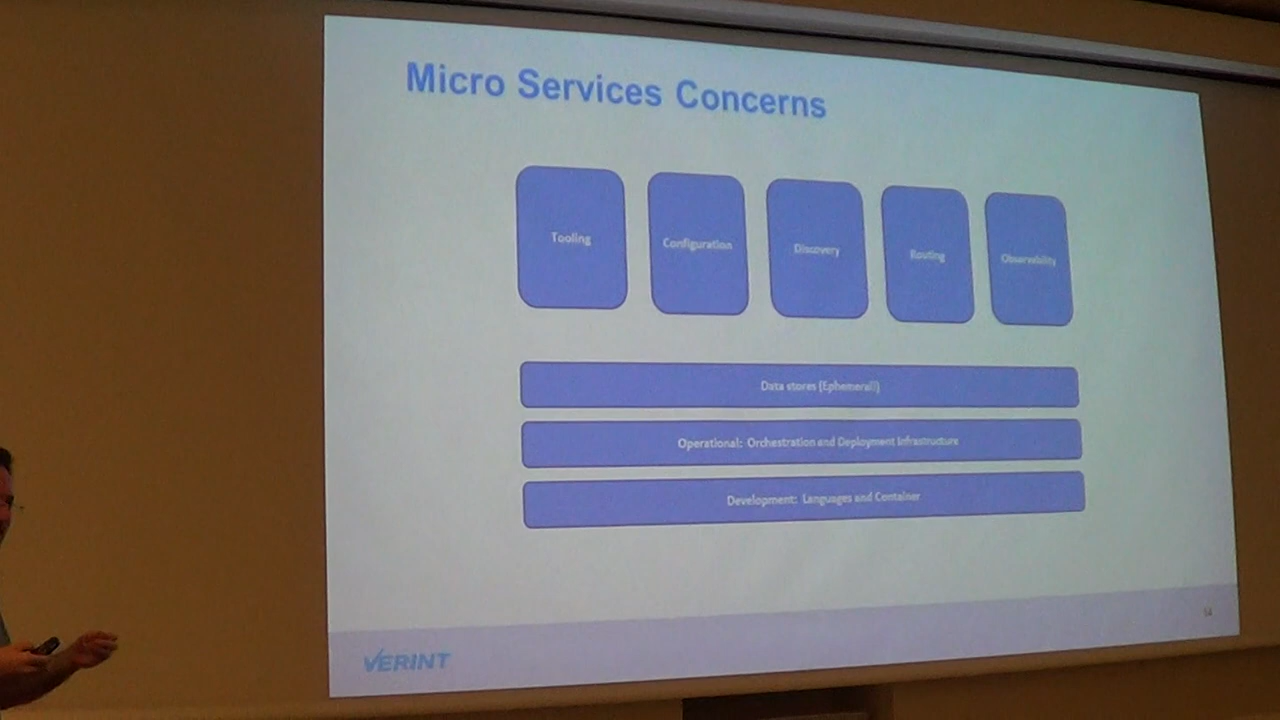 Micro Services Concerns
Tooling
Configuration
Discovery
Routing
Observability
Data stores (Ephemerall)
Operational: Orchestration and Deployment Infrastructure
Development: Languages and Container
VERINT